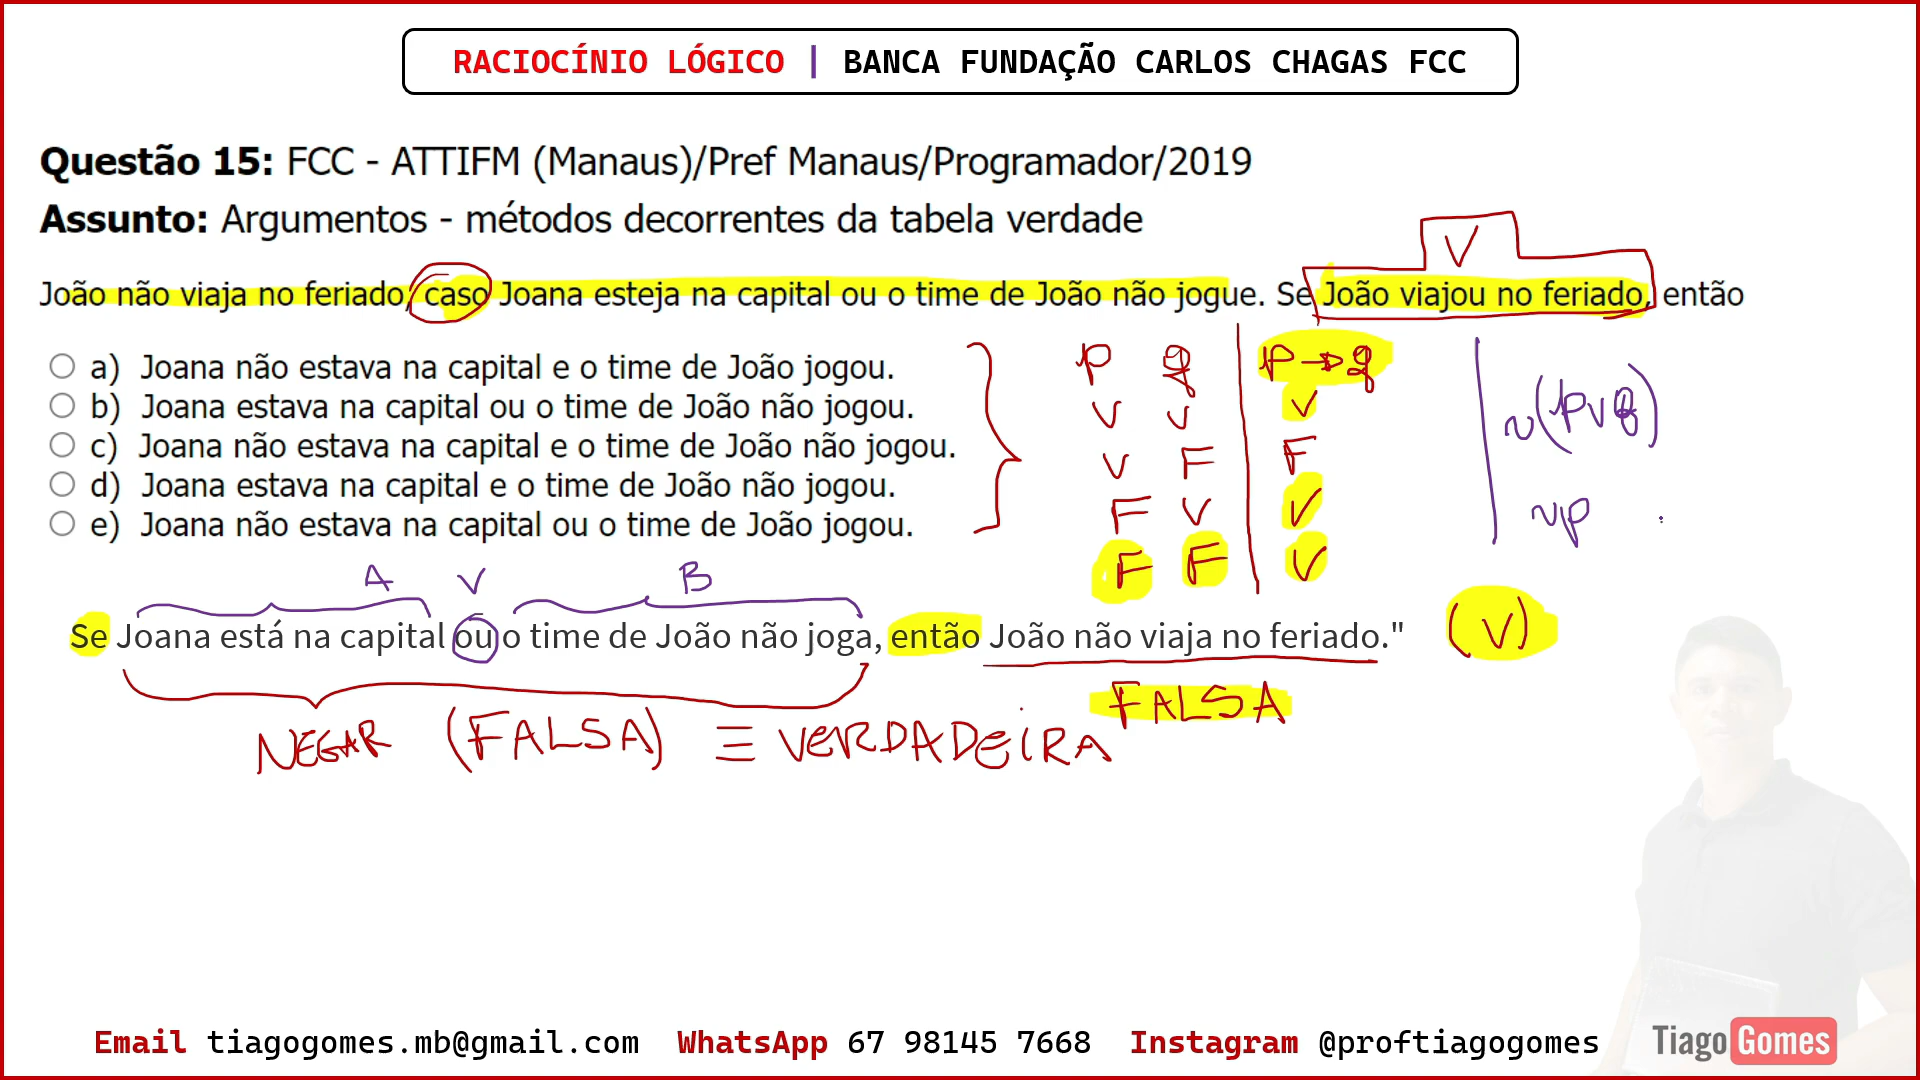 RACIOCÍNIO LÓGICO | BANCA FUNDAÇÃO CARLOS CHAGAS FCC
Questão 15: FCC - ATTIFM (Manaus)/Pref Manaus/Programador/2019
Assunto: Argumentos - métodos decorrentes da tabela verdade
V
João não viaja no feriado, caso Joana esteja na capital ou o time de João não jogue. Se João viajou no feriado, então
a) Joana não estava na capital e o time de João jogou.
b) Joana estava na capital ou o time de João não jogou.
c) Joana não estava na capital e o time de João não jogou.
d) Joana estava na capital e o time de João não jogou.
e) Joana não estava na capital ou o time de João jogou.
p q p → q
V V V
V F F
F V V
F F V
~(p v q)
~p
A v B
Se Joana está na capital ou o time de João não joga, então João não viaja no feriado." (V)
NEGAR (FALSA) ≡ VERDADEIRA
FALSA
Email tiagogomes.mb@gmail.com WhatsApp 67 98145 7668 Instagram @proftiagogomes
Tiago Gomes